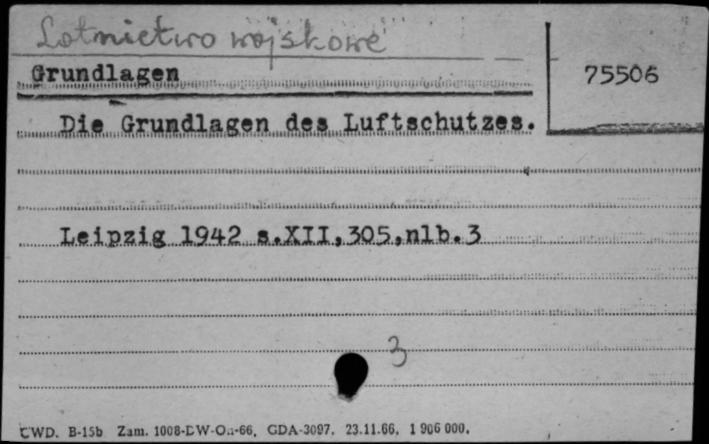 Lotnictwo wojskowe
Grundlagen
75506
Die Grundlagen des Luftschutzes.
Leipzig 1942 s.XII,305,nlb.3
3
CWD. B-15b Zam. 1008-DW-On-66, GDA-3097, 23.11.66, 1 906 000.